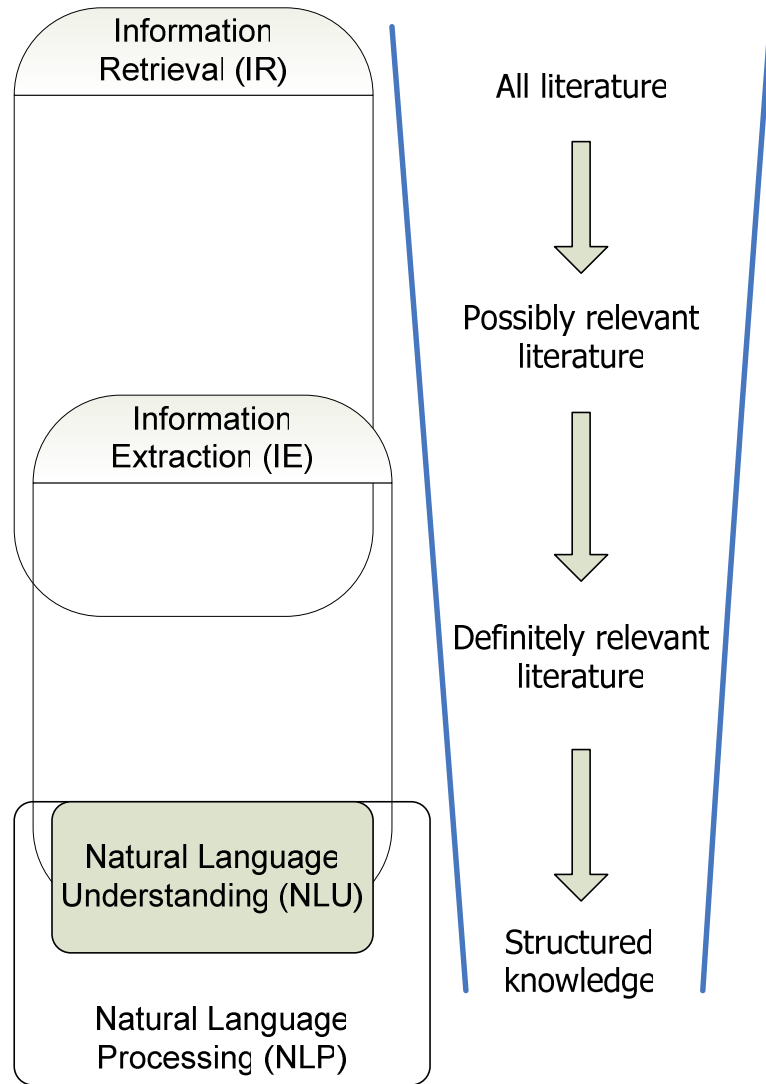 Information
Retrieval (IR)
All literature
Possibly relevant
literature
Information
Extraction (IE)
Definitely relevant
literature
Natural Language
Understanding (NLU)
Structured
knowledge
Natural Language
Processing (NLP)